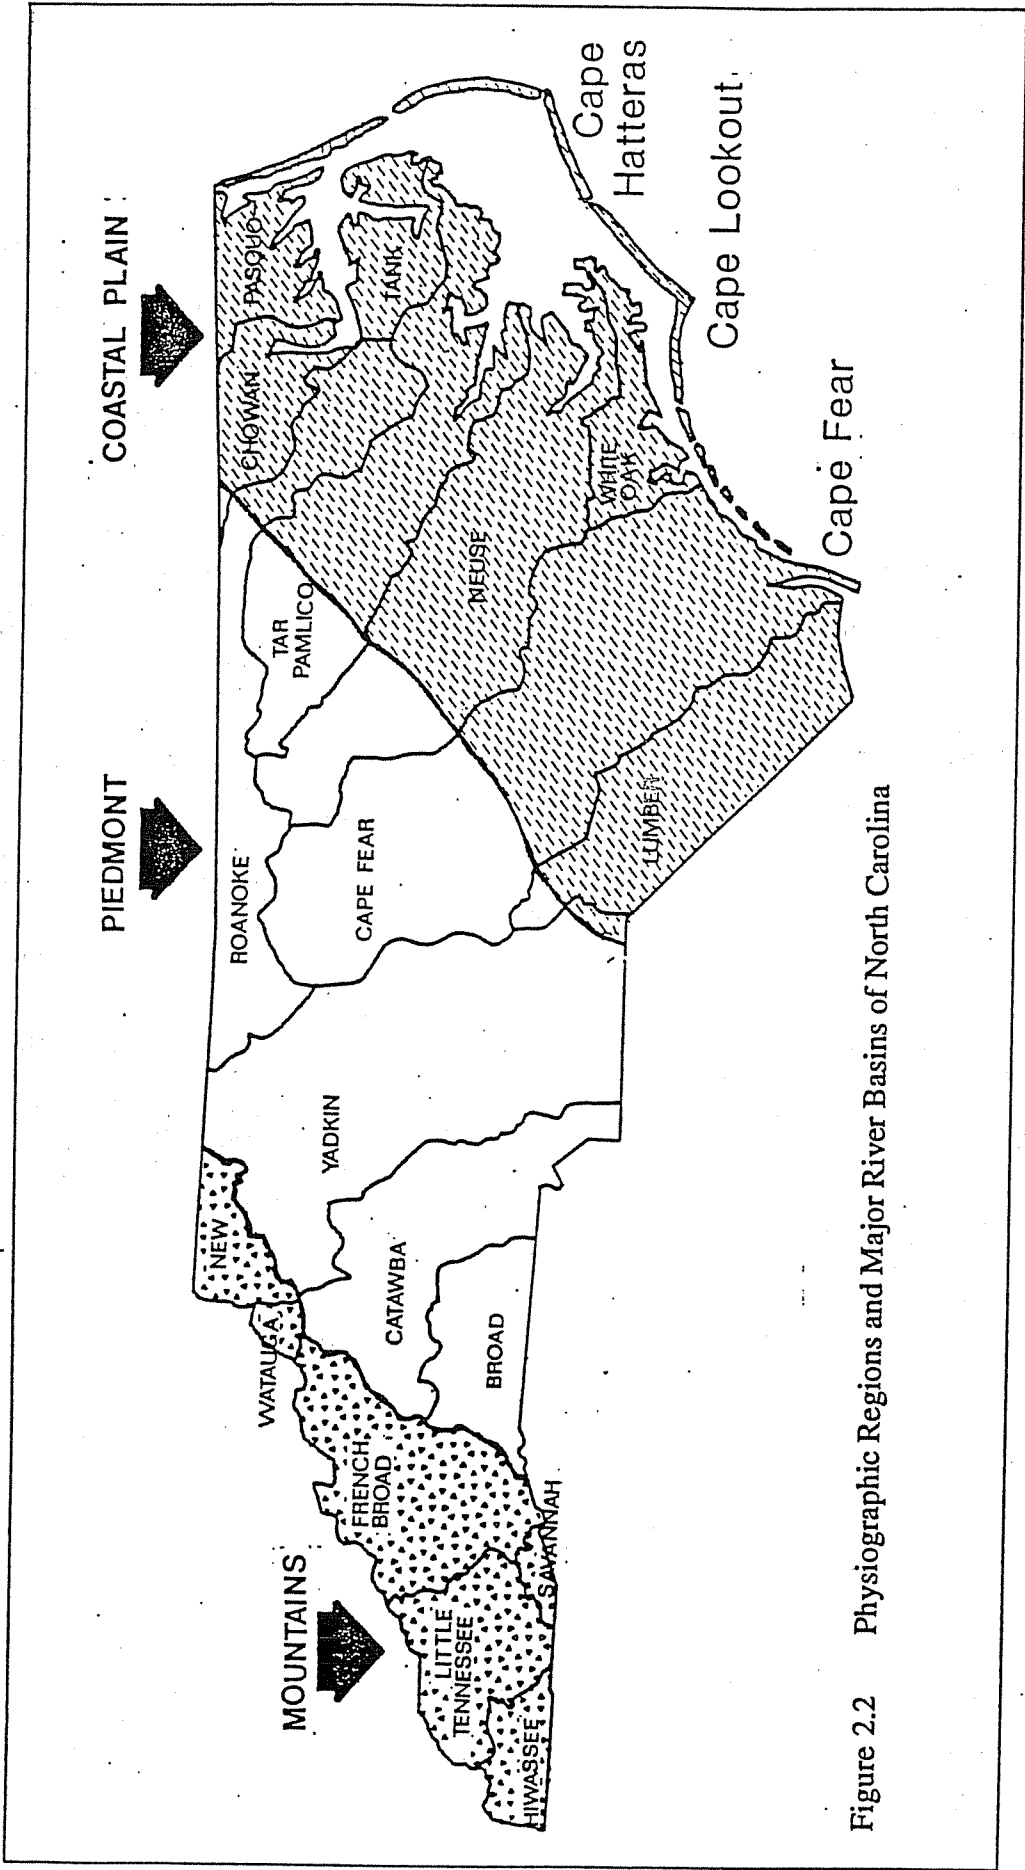 MOUNTAINS
PIEDMONT
COASTAL PLAIN
HIWASSEE
LITTLE
TENNESSEE
SAVANNAH
FRENCH
BROAD
WATAUGA
NEW
BROAD
CATAWBA
YADKIN
ROANOKE
CAPE FEAR
LUMBER
TAR
PAMLICO
NEUSE
WHITE
OAK
CHOWAN
PASQUO
TANK
Cape
Hatteras
Cape Lookout
Cape Fear
Figure 2.2 Physiographic Regions and Major River Basins of North Carolina